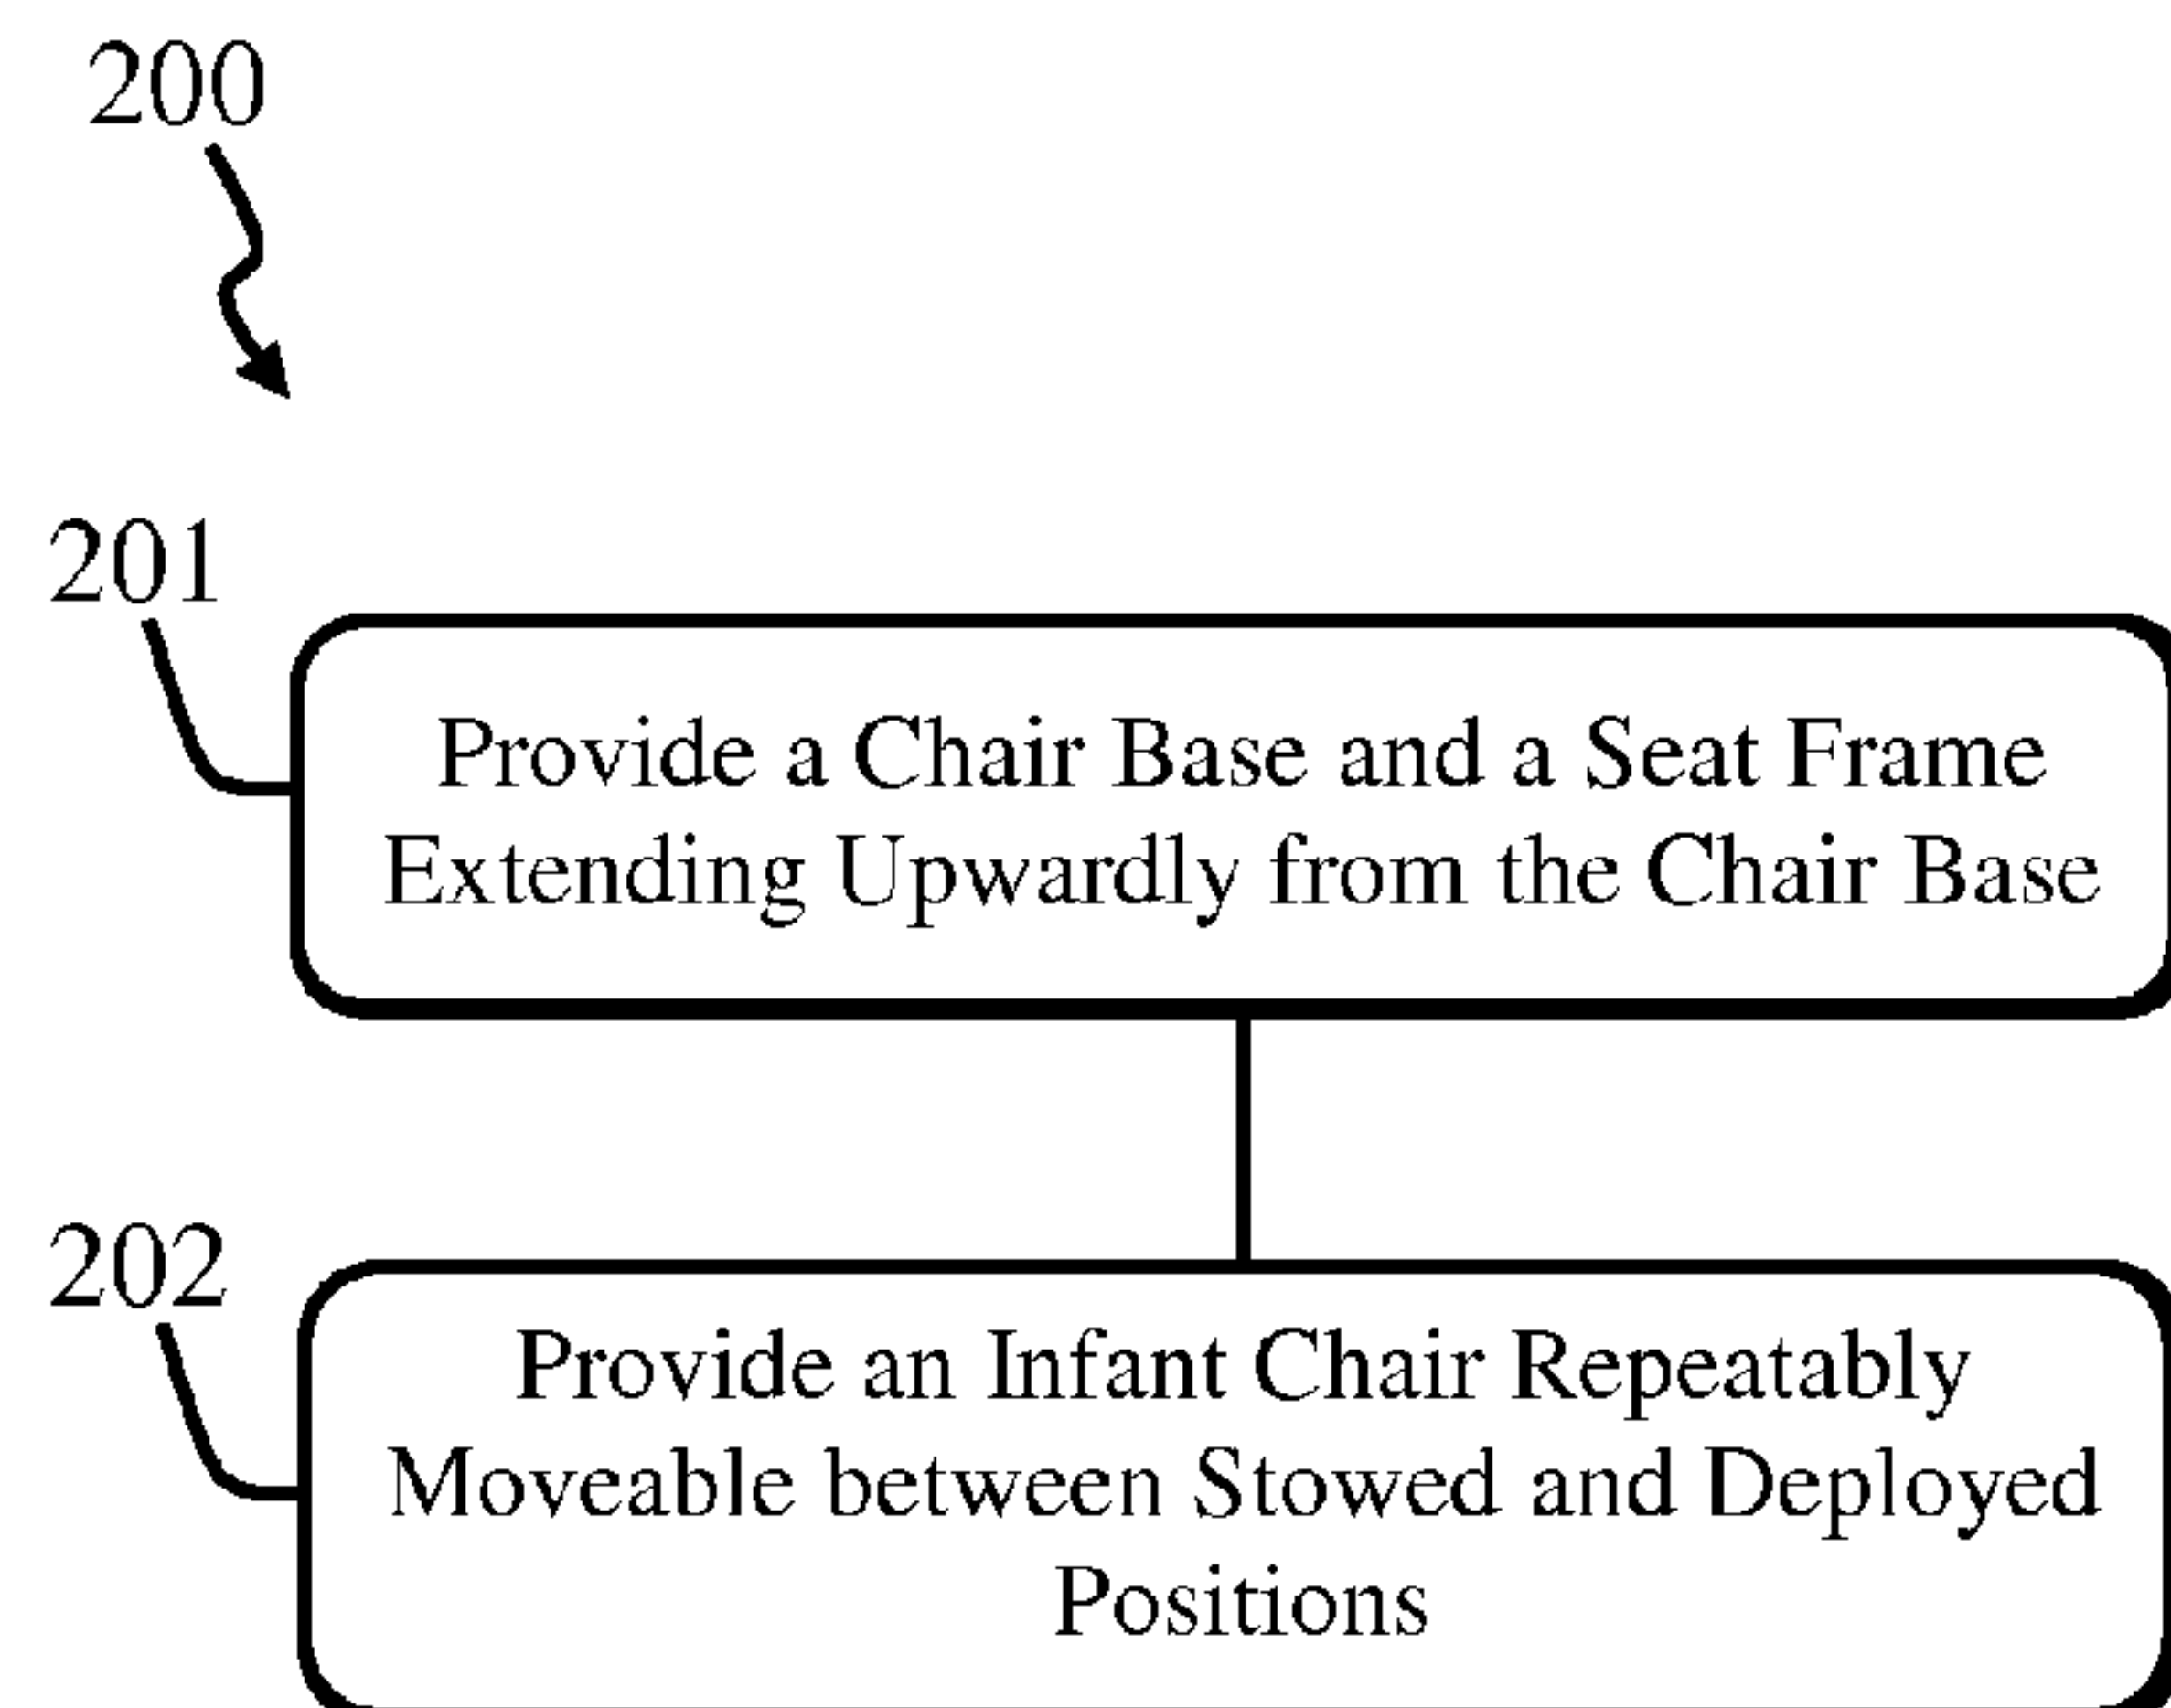 200
201
Provide a Chair Base and a Seat Frame
Extending Upwardly from the Chair Base
202
Provide an Infant Chair Repeatably
Moveable between Stowed and Deployed
Positions